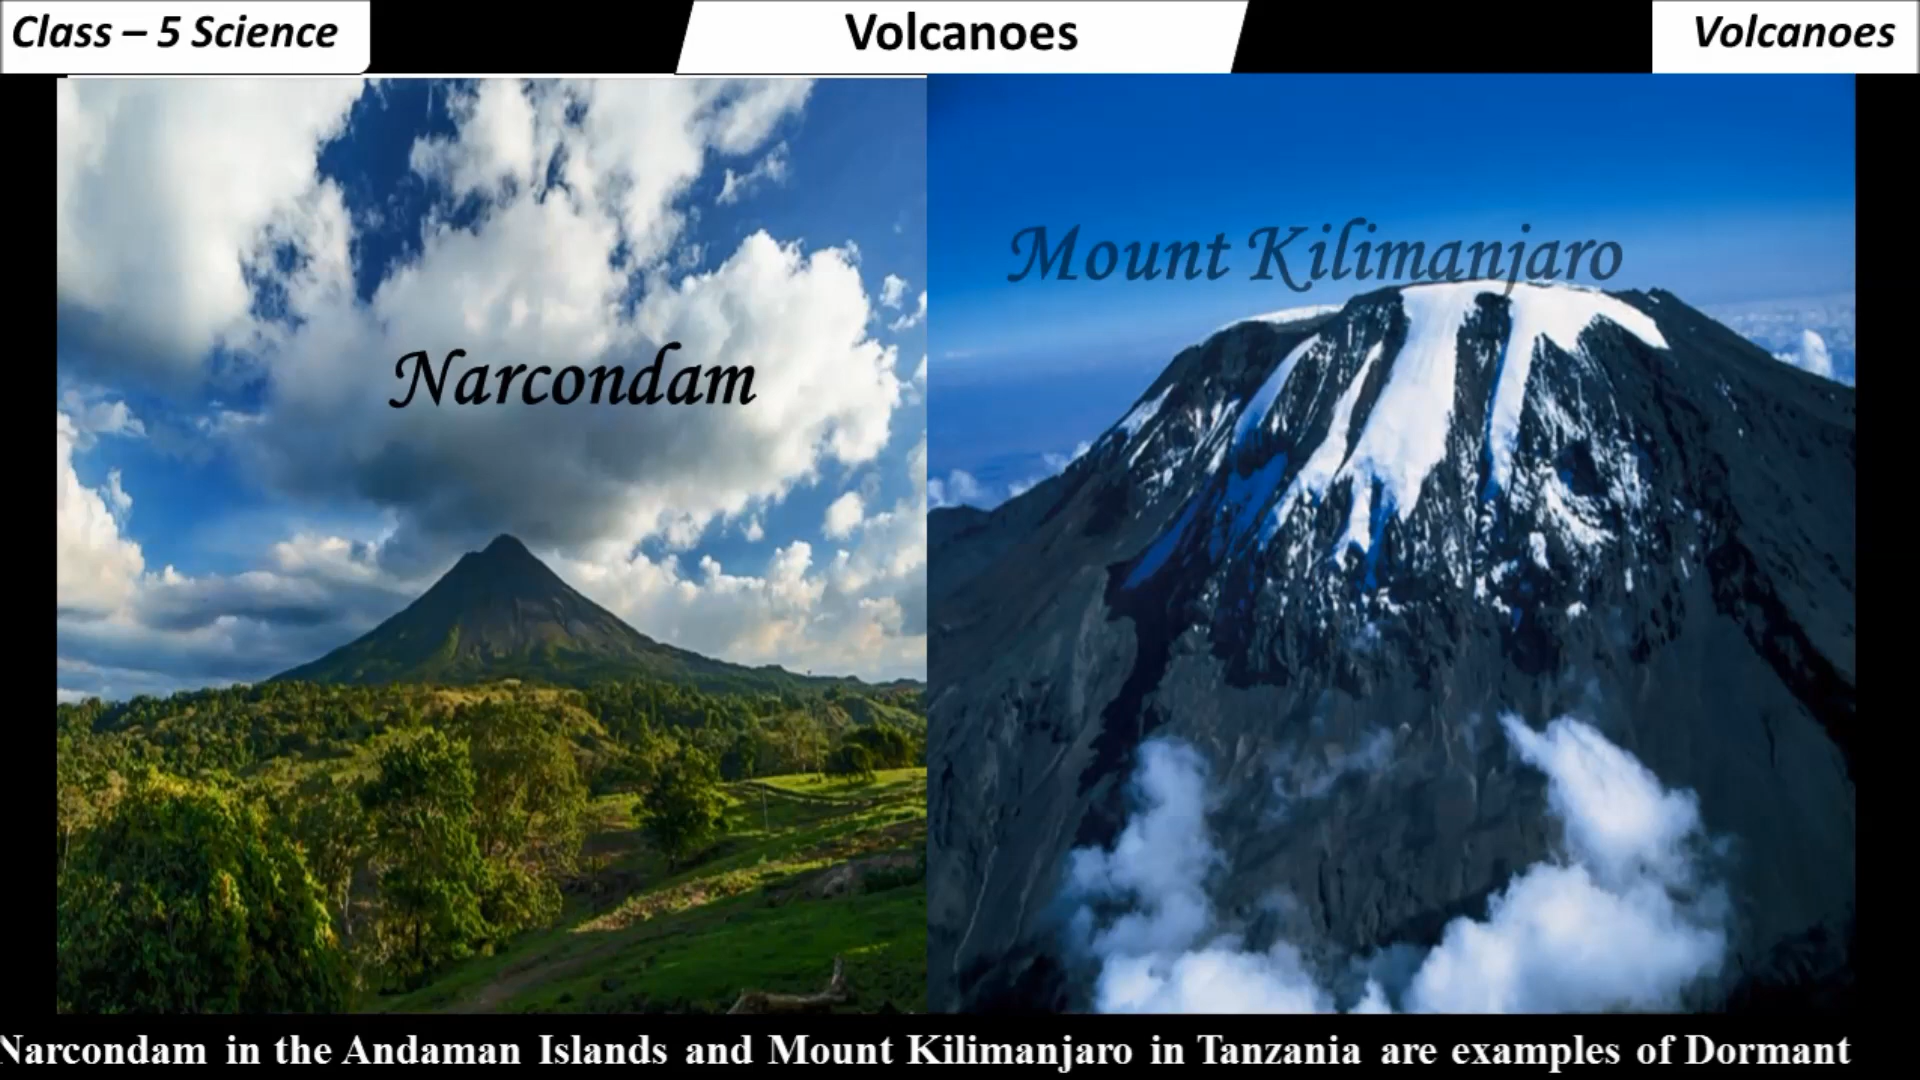 Class – 5 Science
Volcanoes
Volcanoes
Mount Kilimanjaro
Narcondam
Narcondam in the Andaman Islands and Mount Kilimanjaro in Tanzania are examples of Dormant